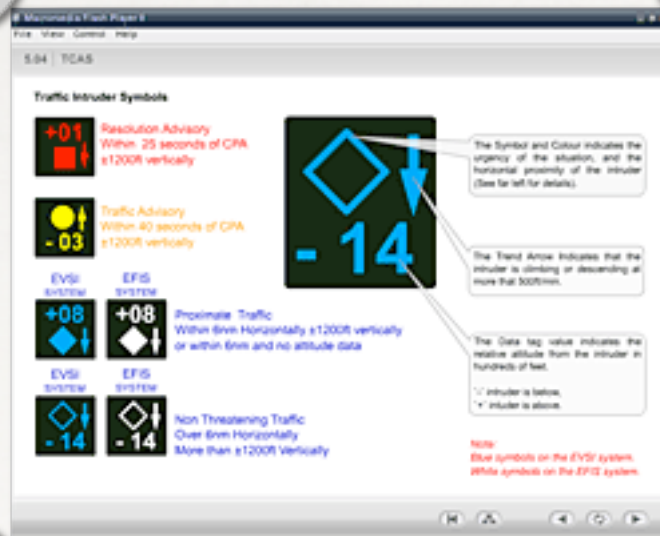 Macromedia Flash Player 8
File View Control Help
5.04 | TCAS
Traffic Intruder Symbols
+01
Resolution Advisory
Within 25 seconds of CPA
±1200ft vertically
- 03
Traffic Advisory
Within 40 seconds of CPA
±1200ft vertically
EVSI
SYSTEM
EFIS
SYSTEM
+08
+08
Proximate Traffic
Within 6nm Horizontally ±1200ft vertically
or within 6nm and no altitude data
EVSI
SYSTEM
EFIS
SYSTEM
- 14
- 14
Non Threatening Traffic
Over 6nm Horizontally
More than ±1200ft Vertically
- 14
The Symbol and Colour indicates the
urgency of the situation, and the
horizontal proximity of the intruder
(See far left for details).
The Trend Arrow Indicates that the
intruder is climbing or descending at
more that 500ft/min.
The Data tag value indicates the
relative altitude from the intruder in
hundreds of feet.
'-' intruder is below,
'+' intuder is above.
Note:
Blue symbols on the EVSI system.
White symbols on the EFIS system.